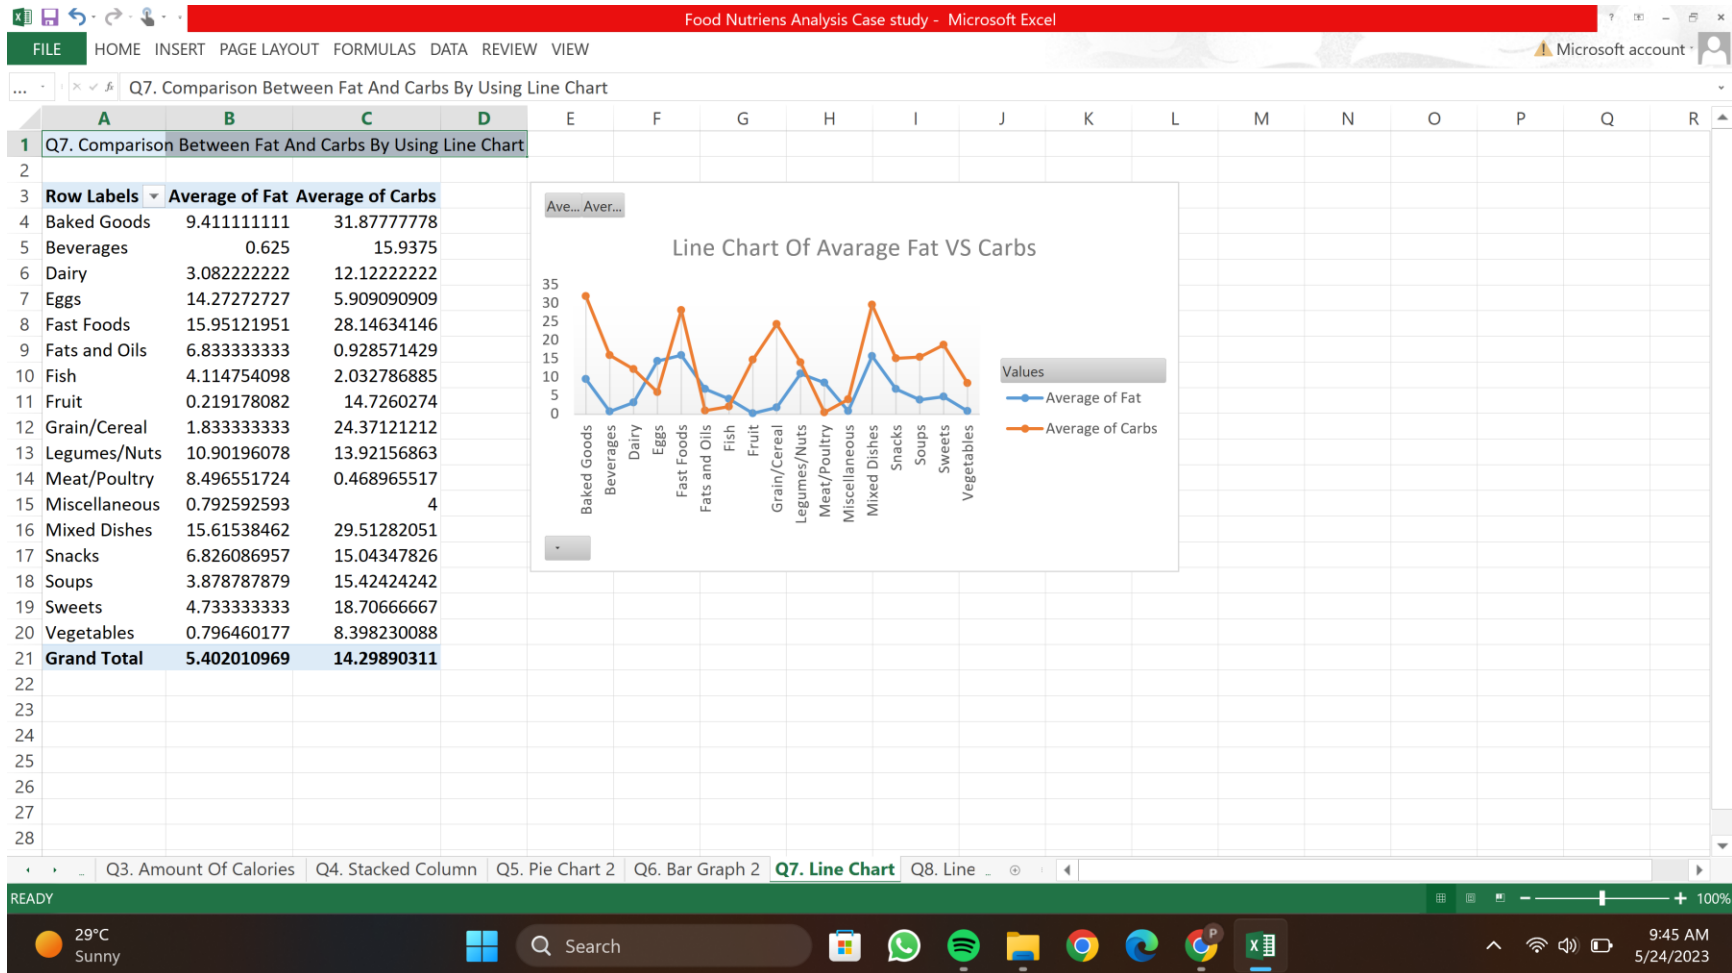 Food Nutriens Analysis Case study - Microsoft Excel
FILE HOME INSERT PAGE LAYOUT FORMULAS DATA REVIEW VIEW
Microsoft account
... fx Q7. Comparison Between Fat And Carbs By Using Line Chart
A B C D E F G H I J K L M N O P Q R
1 Q7. Comparison Between Fat And Carbs By Using Line Chart
2
3 Row Labels Average of Fat Average of Carbs
4 Baked Goods 9.411111111 31.87777778
5 Beverages 0.625 15.9375
6 Dairy 3.082222222 12.12222222
7 Eggs 14.27272727 5.909090909
8 Fast Foods 15.95121951 28.14634146
9 Fats and Oils 6.833333333 0.928571429
10 Fish 4.114754098 2.032786885
11 Fruit 0.219178082 14.7260274
12 Grain/Cereal 1.833333333 24.37121212
13 Legumes/Nuts 10.90196078 13.92156863
14 Meat/Poultry 8.496551724 0.468965517
15 Miscellaneous 0.792592593 4
16 Mixed Dishes 15.61538462 29.51282051
17 Snacks 6.826086957 15.04347826
18 Soups 3.878787879 15.42424242
19 Sweets 4.733333333 18.70666667
20 Vegetables 0.796460177 8.398230088
21 Grand Total 5.402010969 14.29890311
22
23
24
25
26
27
28
Ave... Aver...
Line Chart Of Avarage Fat VS Carbs
35
30
25
20
15
10
5
0
Baked Goods
Beverages
Dairy
Eggs
Fast Foods
Fats and Oils
Fish
Fruit
Grain/Cereal
Legumes/Nuts
Meat/Poultry
Miscellaneous
Mixed Dishes
Snacks
Soups
Sweets
Vegetables
Values
Average of Fat
Average of Carbs
... Q3. Amount Of Calories Q4. Stacked Column Q5. Pie Chart 2 Q6. Bar Graph 2 Q7. Line Chart Q8. Line ...
READY
100%
29°C
Sunny
Search
P
9:45 AM
5/24/2023